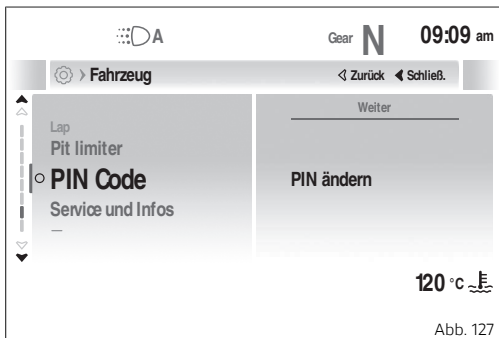 A
Gear N
09:09 am
Fahrzeug
Zurück
Schließ.
Lap
Pit limiter
PIN Code
Service und Infos
Weiter
PIN ändern
120 °C
Abb. 127